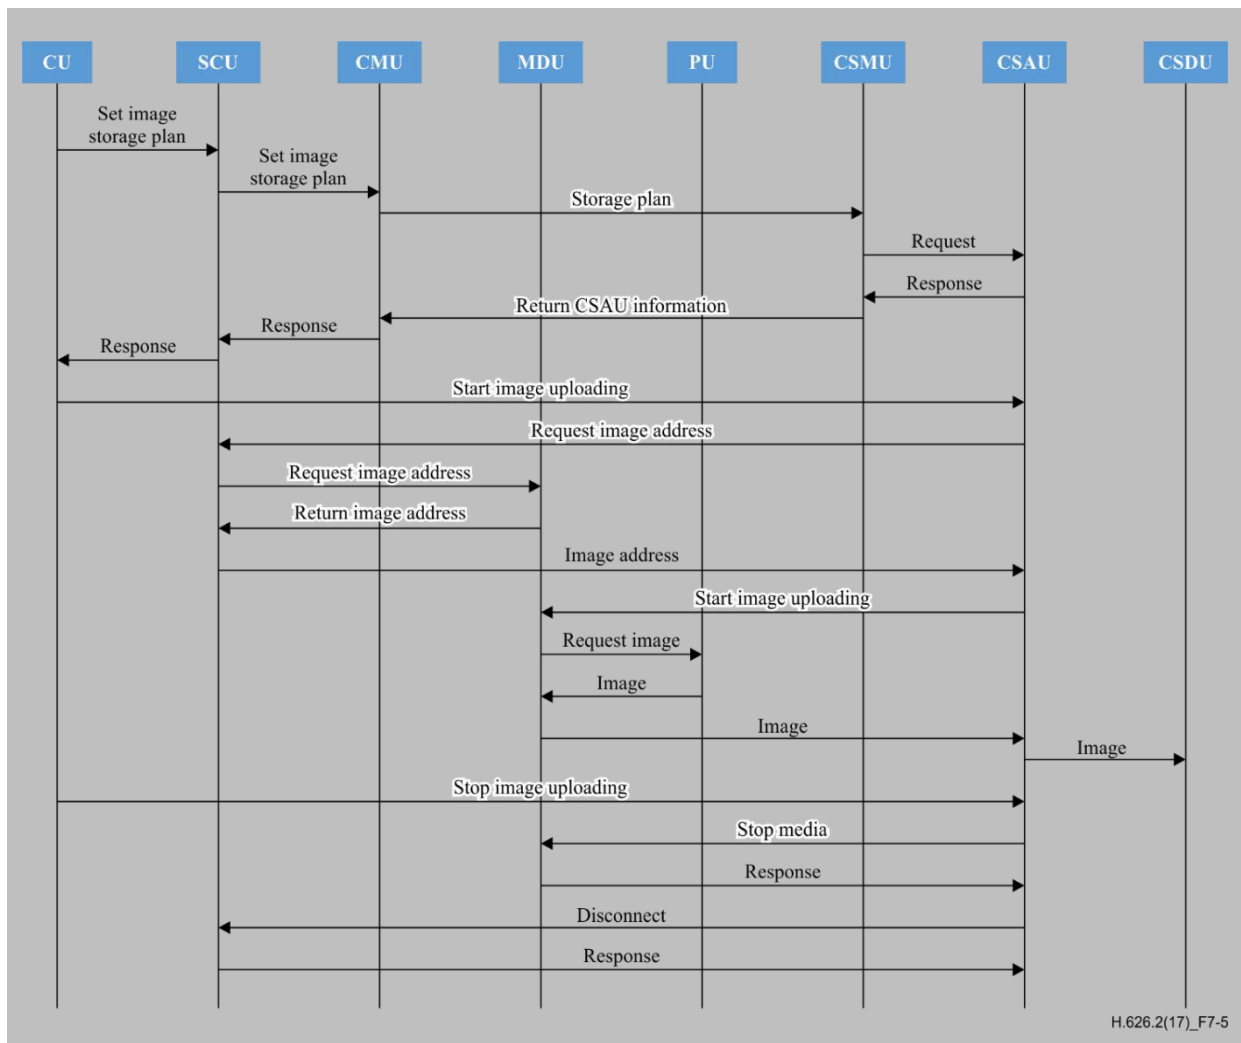 CU SCU CMU MDU PU CSMU CSAU CSDU
Set image
storage plan
Set image
storage plan
Storage plan
Request
Response
Return CSAU information
Response
Response
Start image uploading
Request image address
Request image address
Return image address
Image address
Start image uploading
Request image
Image
Image
Image
Stop image uploading
Stop media
Response
Disconnect
Response
H.626.2(17)_F7-5